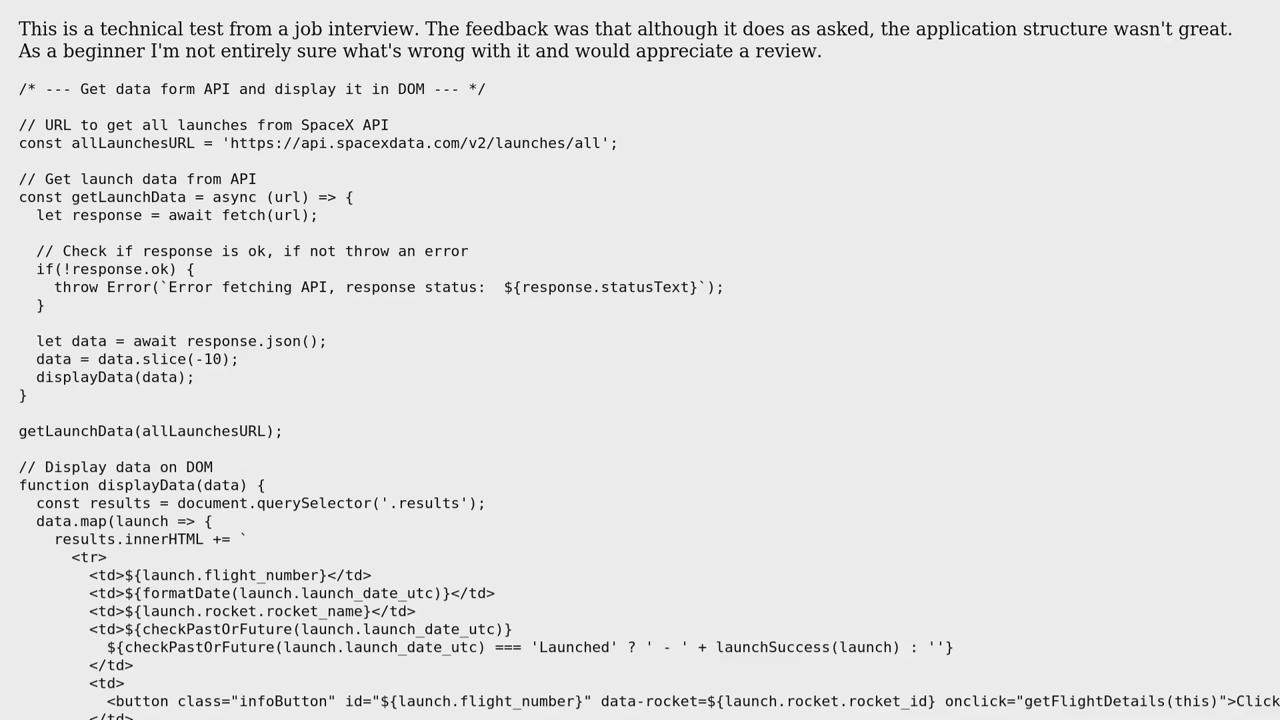 This is a technical test from a job interview. The feedback was that although it does as asked, the application structure wasn't great.
As a beginner I'm not entirely sure what's wrong with it and would appreciate a review.
/* --- Get data form API and display it in DOM --- */
// URL to get all launches from SpaceX API
const allLaunchesURL = 'https://api.spacexdata.com/v2/launches/all';
// Get launch data from API
const getLaunchData = async (url) => {
  let response = await fetch(url);
  // Check if response is ok, if not throw an error
  if(!response.ok) {
    throw Error(`Error fetching API, response status:  ${response.statusText}`);
  }
  let data = await response.json();
  data = data.slice(-10);
  displayData(data);
}
getLaunchData(allLaunchesURL);
// Display data on DOM
function displayData(data) {
  const results = document.querySelector('.results');
  data.map(launch => {
    results.innerHTML += `
      <tr>
        <td>${launch.flight_number}</td>
        <td>${formatDate(launch.launch_date_utc)}</td>
        <td>${launch.rocket.rocket_name}</td>
        <td>${checkPastOrFuture(launch.launch_date_utc)}
          ${checkPastOrFuture(launch.launch_date_utc) === 'Launched' ? ' - ' + launchSuccess(launch) : ''}
        </td>
        <td>
          <button class="infoButton" id="${launch.flight_number}" data-rocket=${launch.rocket.rocket_id} onclick="getFlightDetails(this)">Click
        </td>